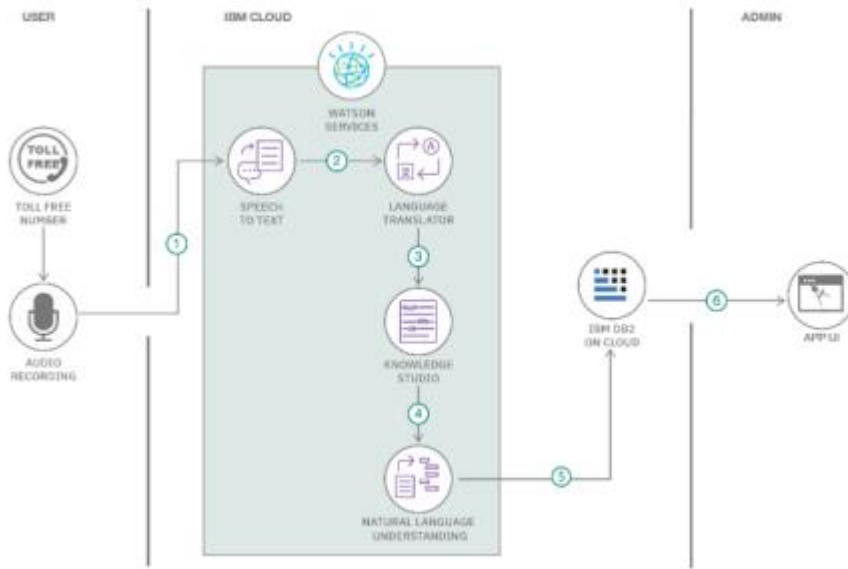 USER
IBM CLOUD
ADMIN
WATSON
SERVICES
TOLL
FREE
TOLL FREE
NUMBER
1
SPEECH
TO TEXT
2
A
LANGUAGE
TRANSLATOR
3
AUDIO
RECORDING
KNOWLEDGE
STUDIO
4
NATURAL LANGUAGE
UNDERSTANDING
5
IBM DB2
ON CLOUD
6
APP UI